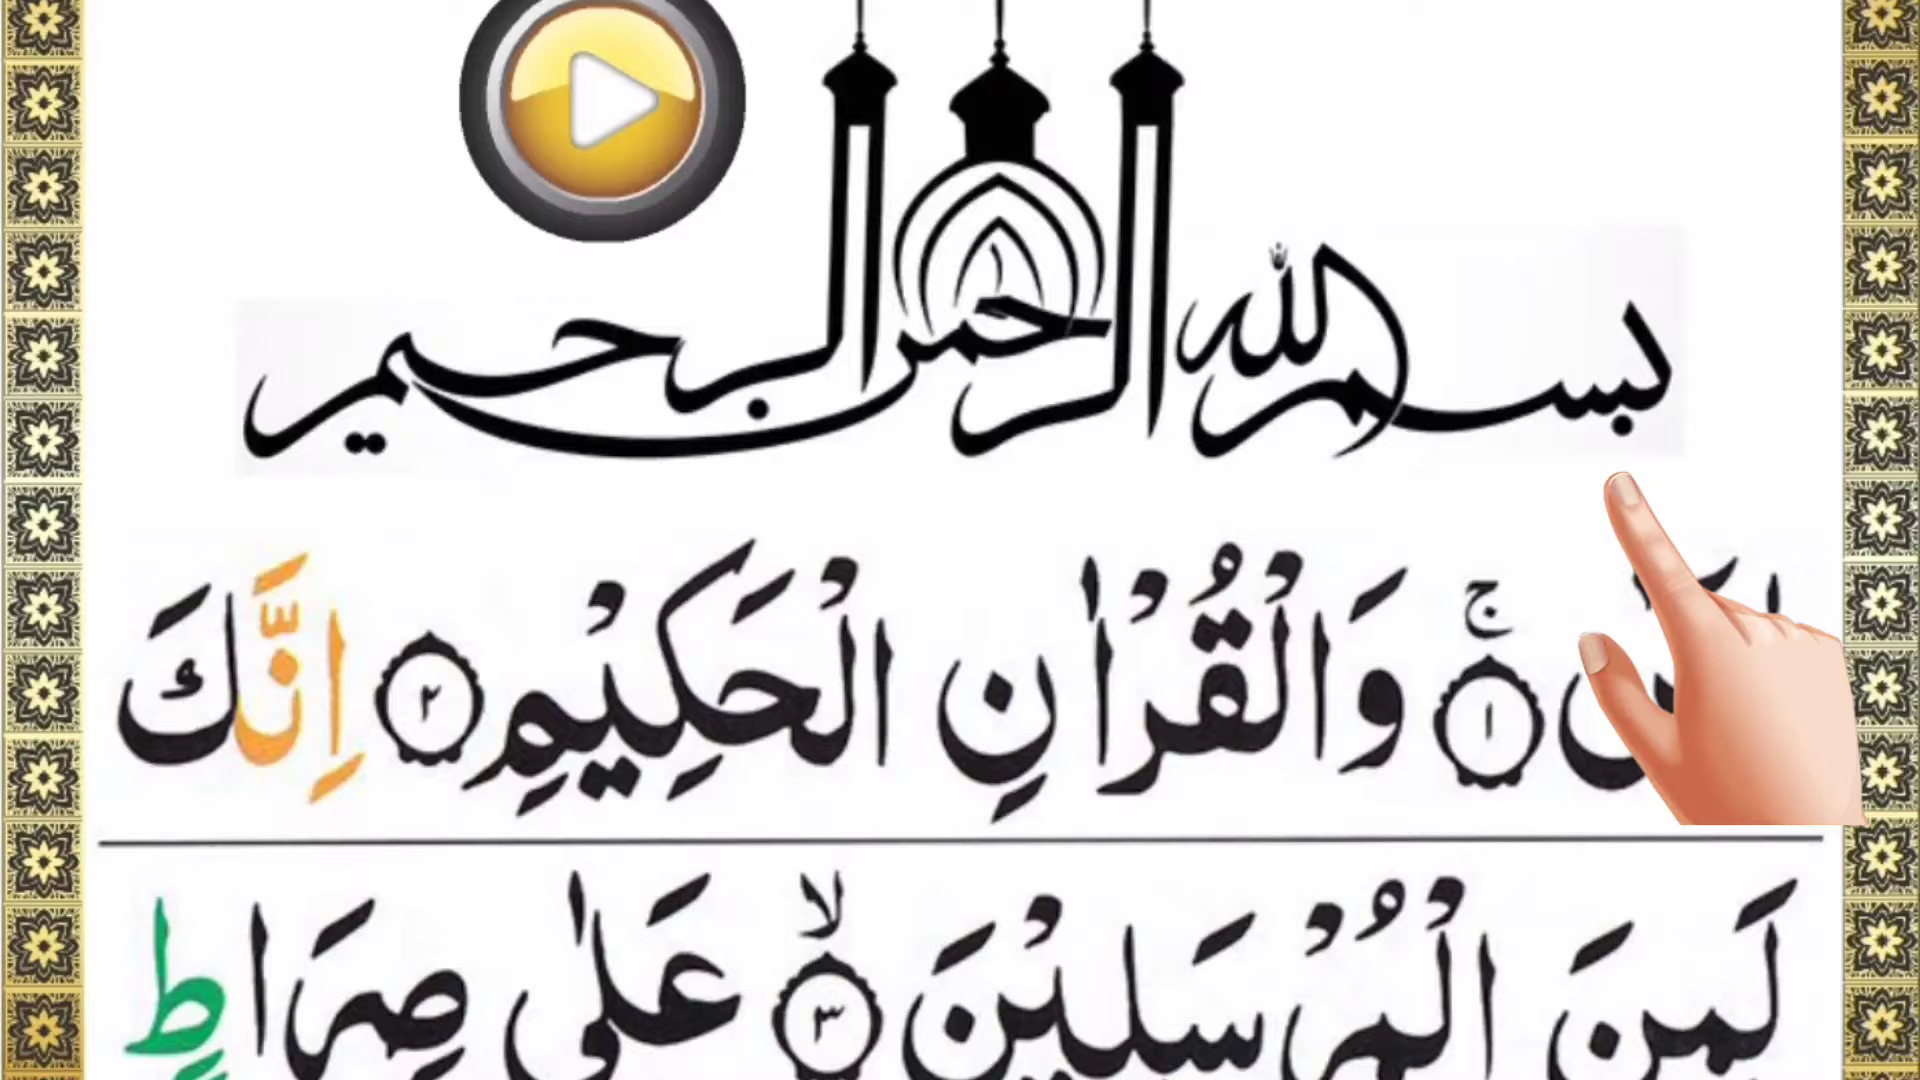 بسم الله الرحمن الرحيم
۝١ ۚ وَالْقُرْاٰنِ الْحَكِيْمِ ۝٢ اِنَّكَ
لَمِنَ الْمُرْسَلِيْنَ ۝٣ ۙ عَلٰى صِرَاطٍ